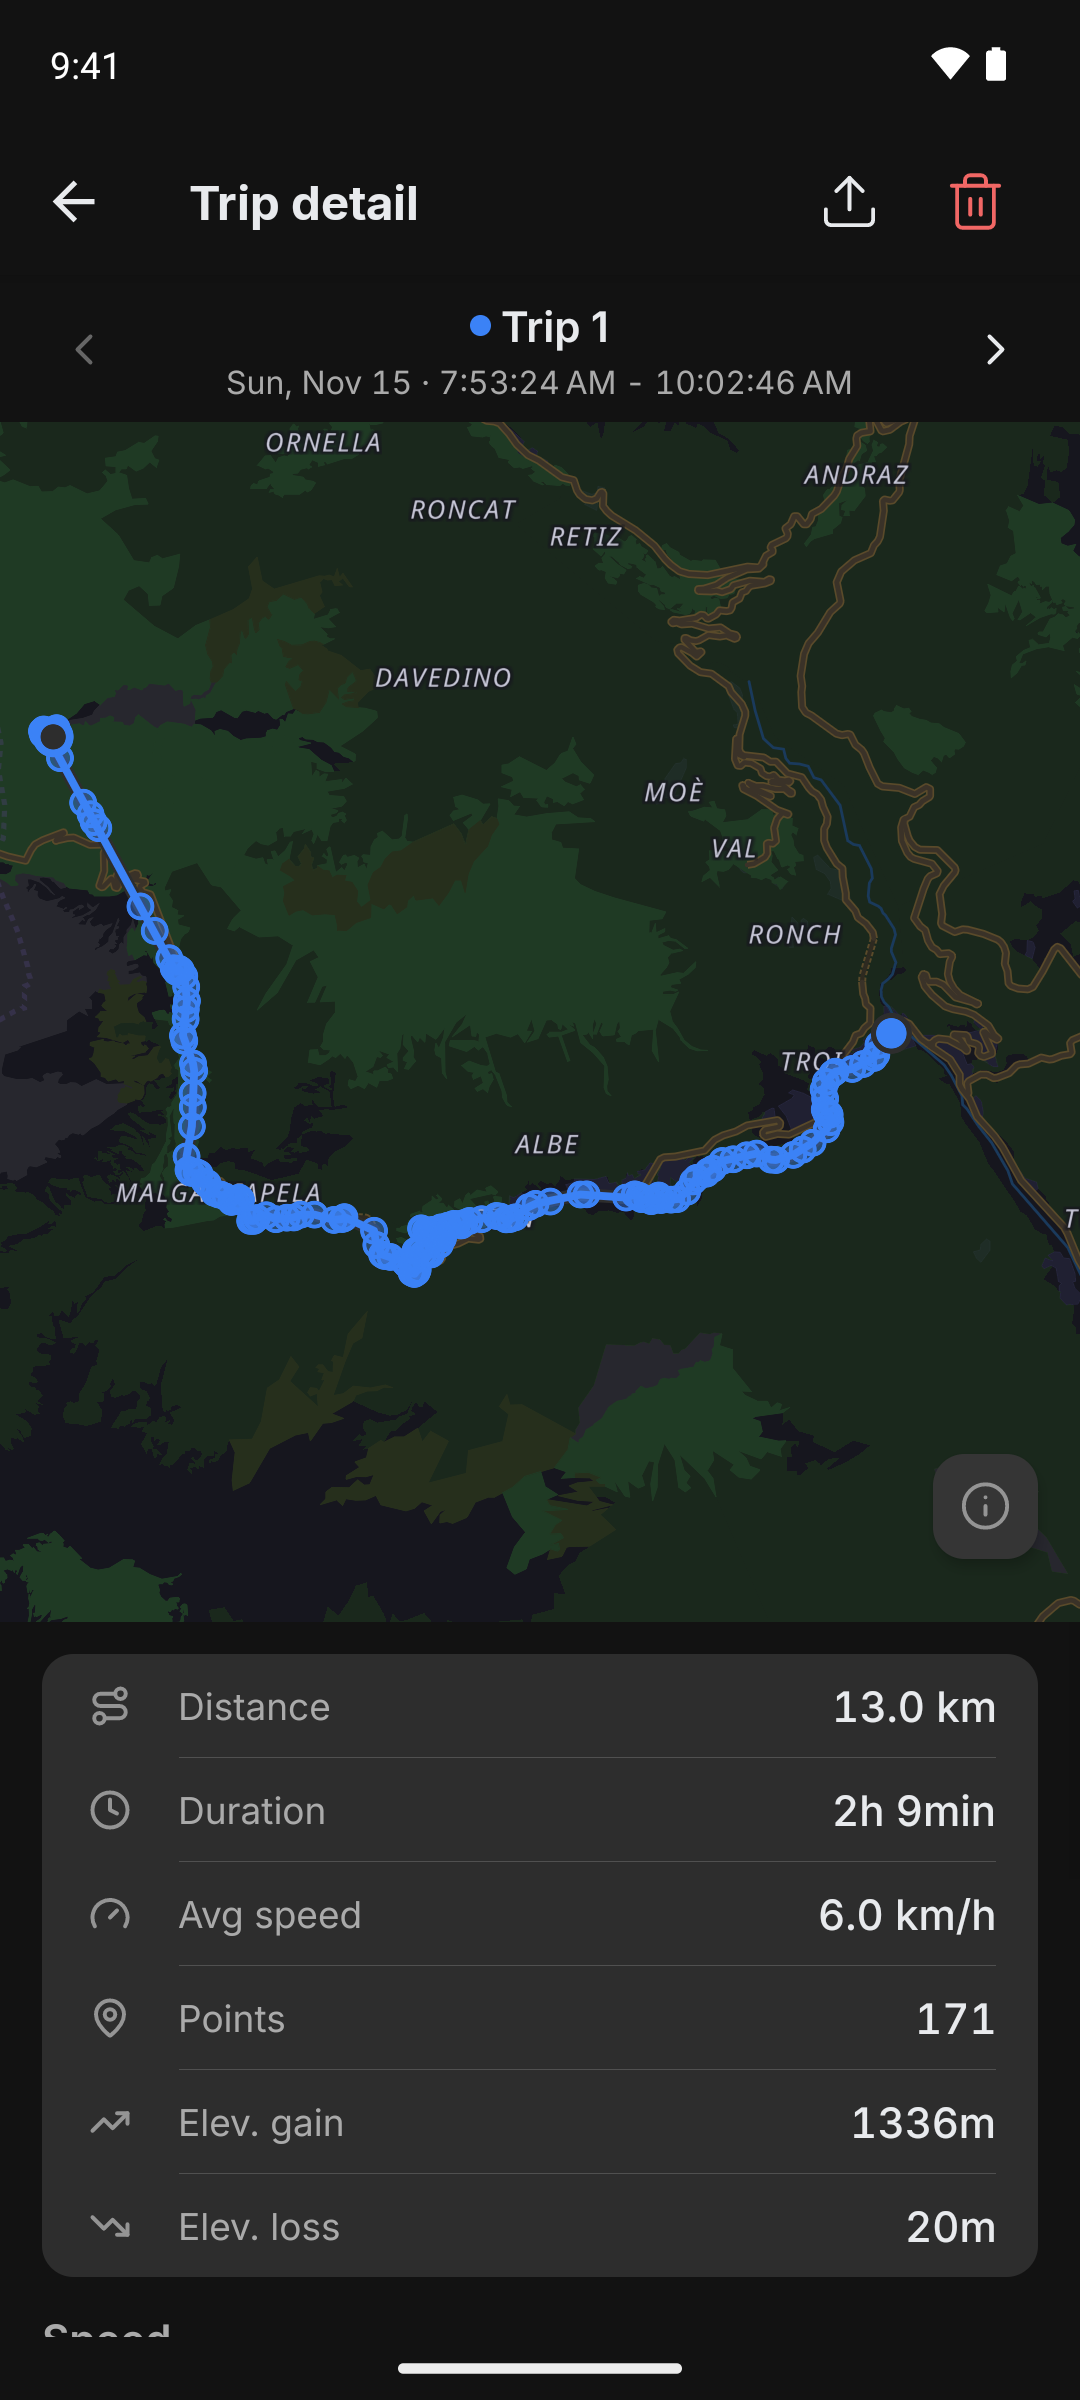 9:41
Trip detail
Trip 1
Sun, Nov 15 · 7:53:24 AM - 10:02:46 AM
ORNELLA
ANDRAZ
RONCAT
RETIZ
DAVEDINO
MOÈ
VAL
RONCH
ALBE
Distance 13.0 km
Duration 2h 9min
Avg speed 6.0 km/h
Points 171
Elev. gain 1336m
Elev. loss 20m
Speed